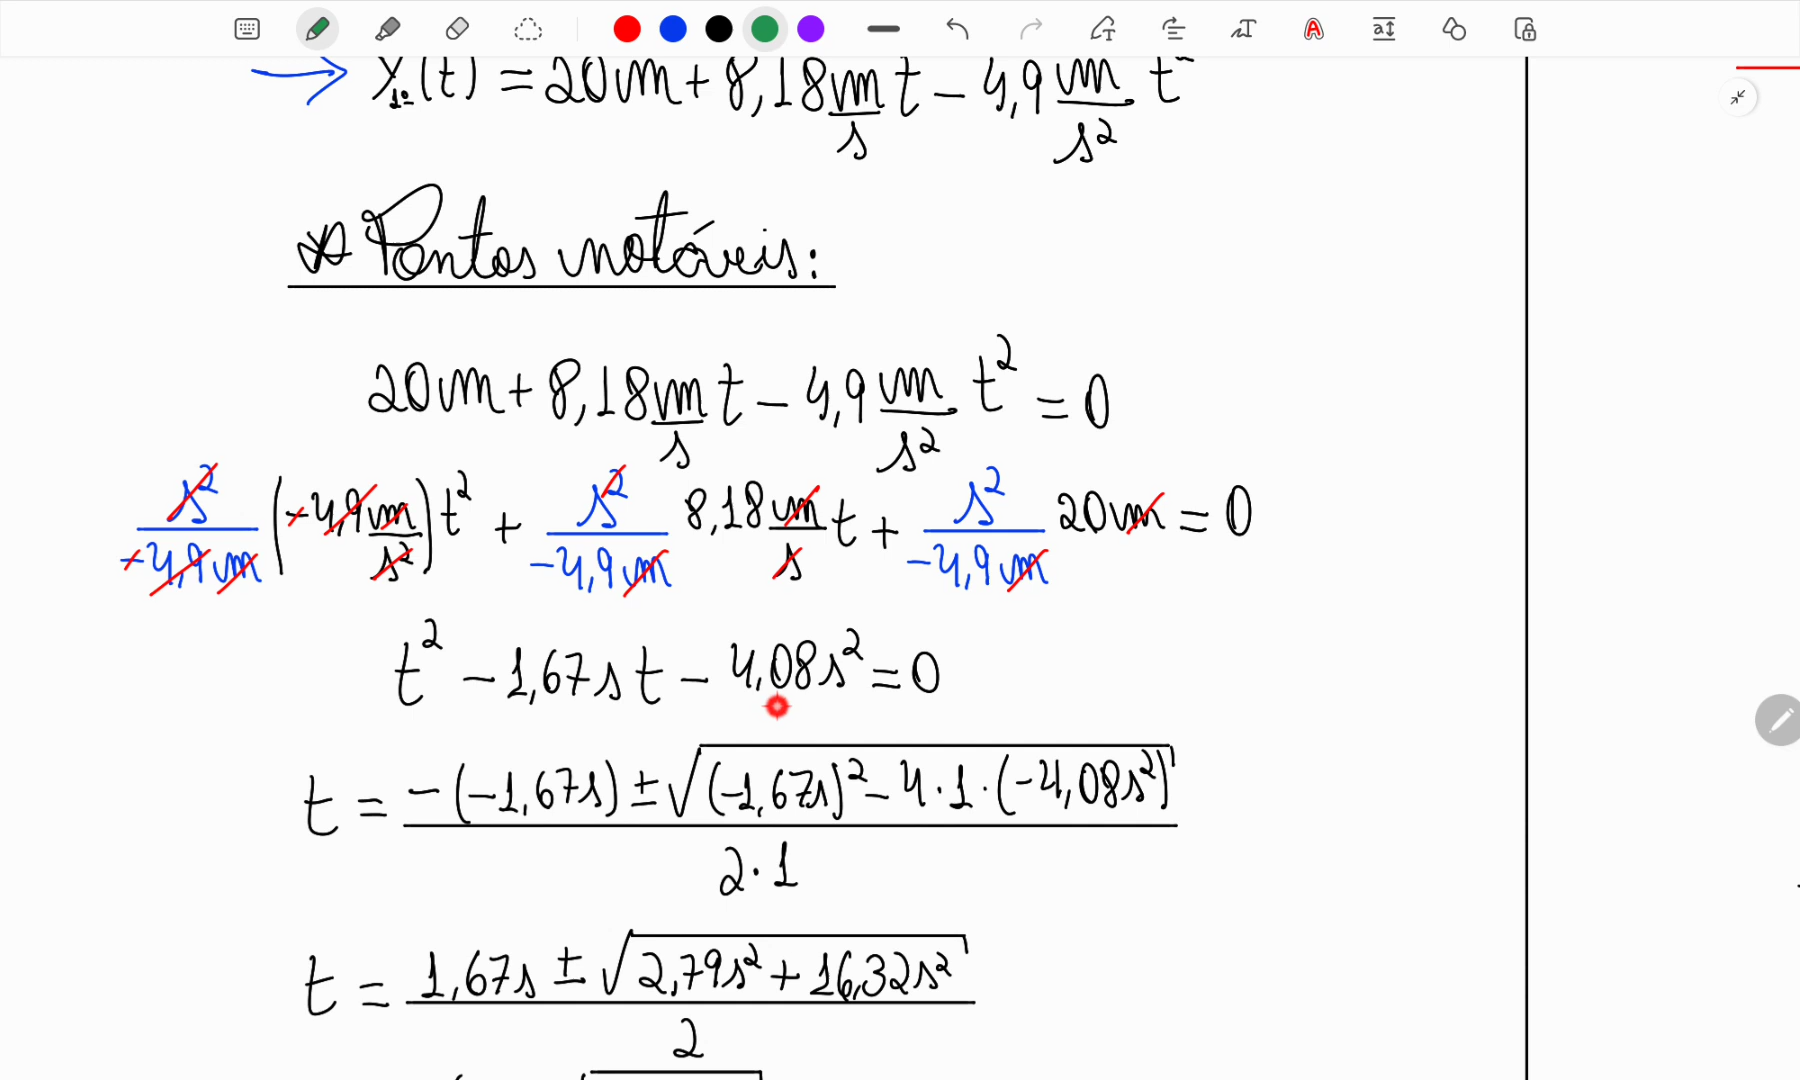 → y₁₌(t) = 20m + 8,18 m/s t − 4,9 m/s² t²
* Pontos notáveis:
20m + 8,18 m/s t − 4,9 m/s² t² = 0
s²/−4,9m (−4,9 m/s²) t² + s²/−4,9m 8,18 m/s t + s²/−4,9m 20m = 0
t² − 1,67s t − 4,08s² = 0
t = −(−1,67s) ± √((−1,67s)² − 4·1·(−4,08s²)) / 2·1
t = 1,67s ± √(2,79s² + 16,32s²) / 2